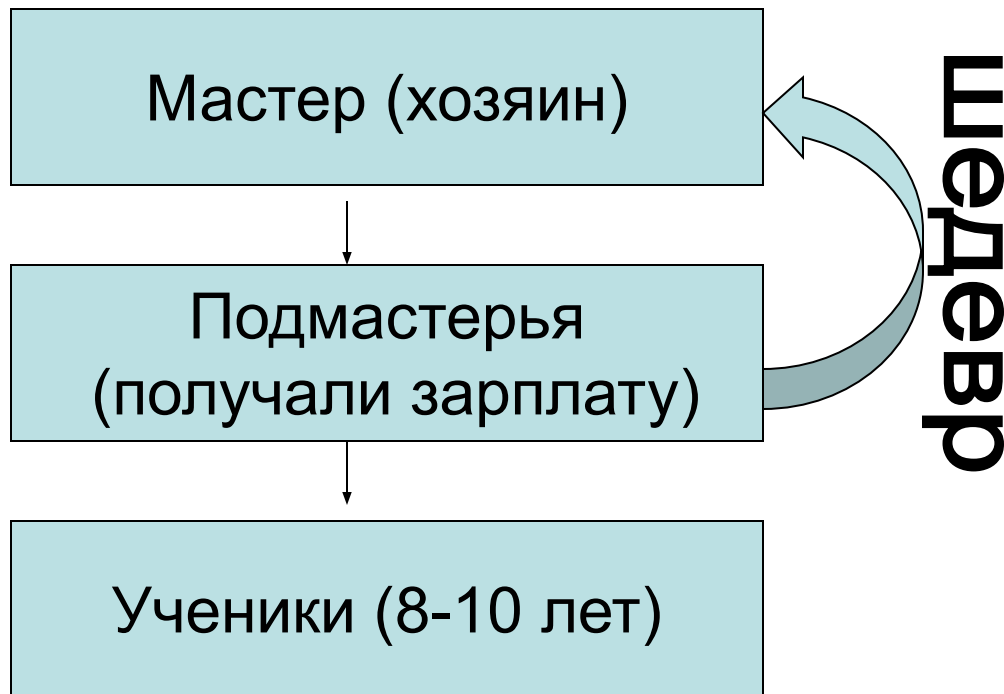 Мастер (хозяин)
Подмастерья
(получали зарплату)
Ученики (8-10 лет)
шедевр